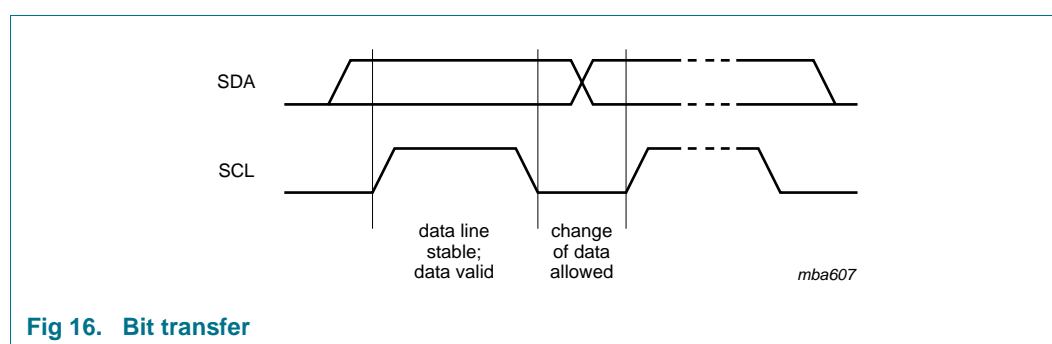 SDA
SCL
data line
stable;
data valid
change
of data
allowed
mba607
Fig 16. Bit transfer